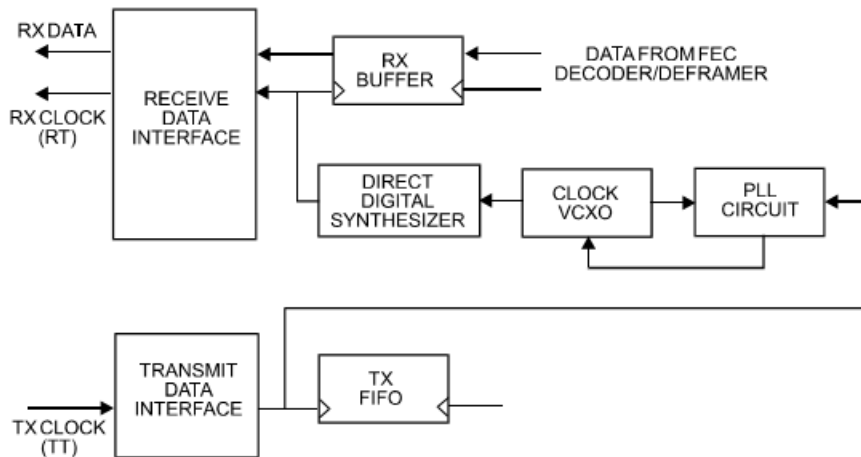 RX DATA
RX CLOCK
(RT)
RECEIVE
DATA
INTERFACE
RX
BUFFER
DATA FROM FEC
DECODER/DEFRAMER
DIRECT
DIGITAL
SYNTHESIZER
CLOCK
VCXO
PLL
CIRCUIT
TX CLOCK
(TT)
TRANSMIT
DATA
INTERFACE
TX
FIFO